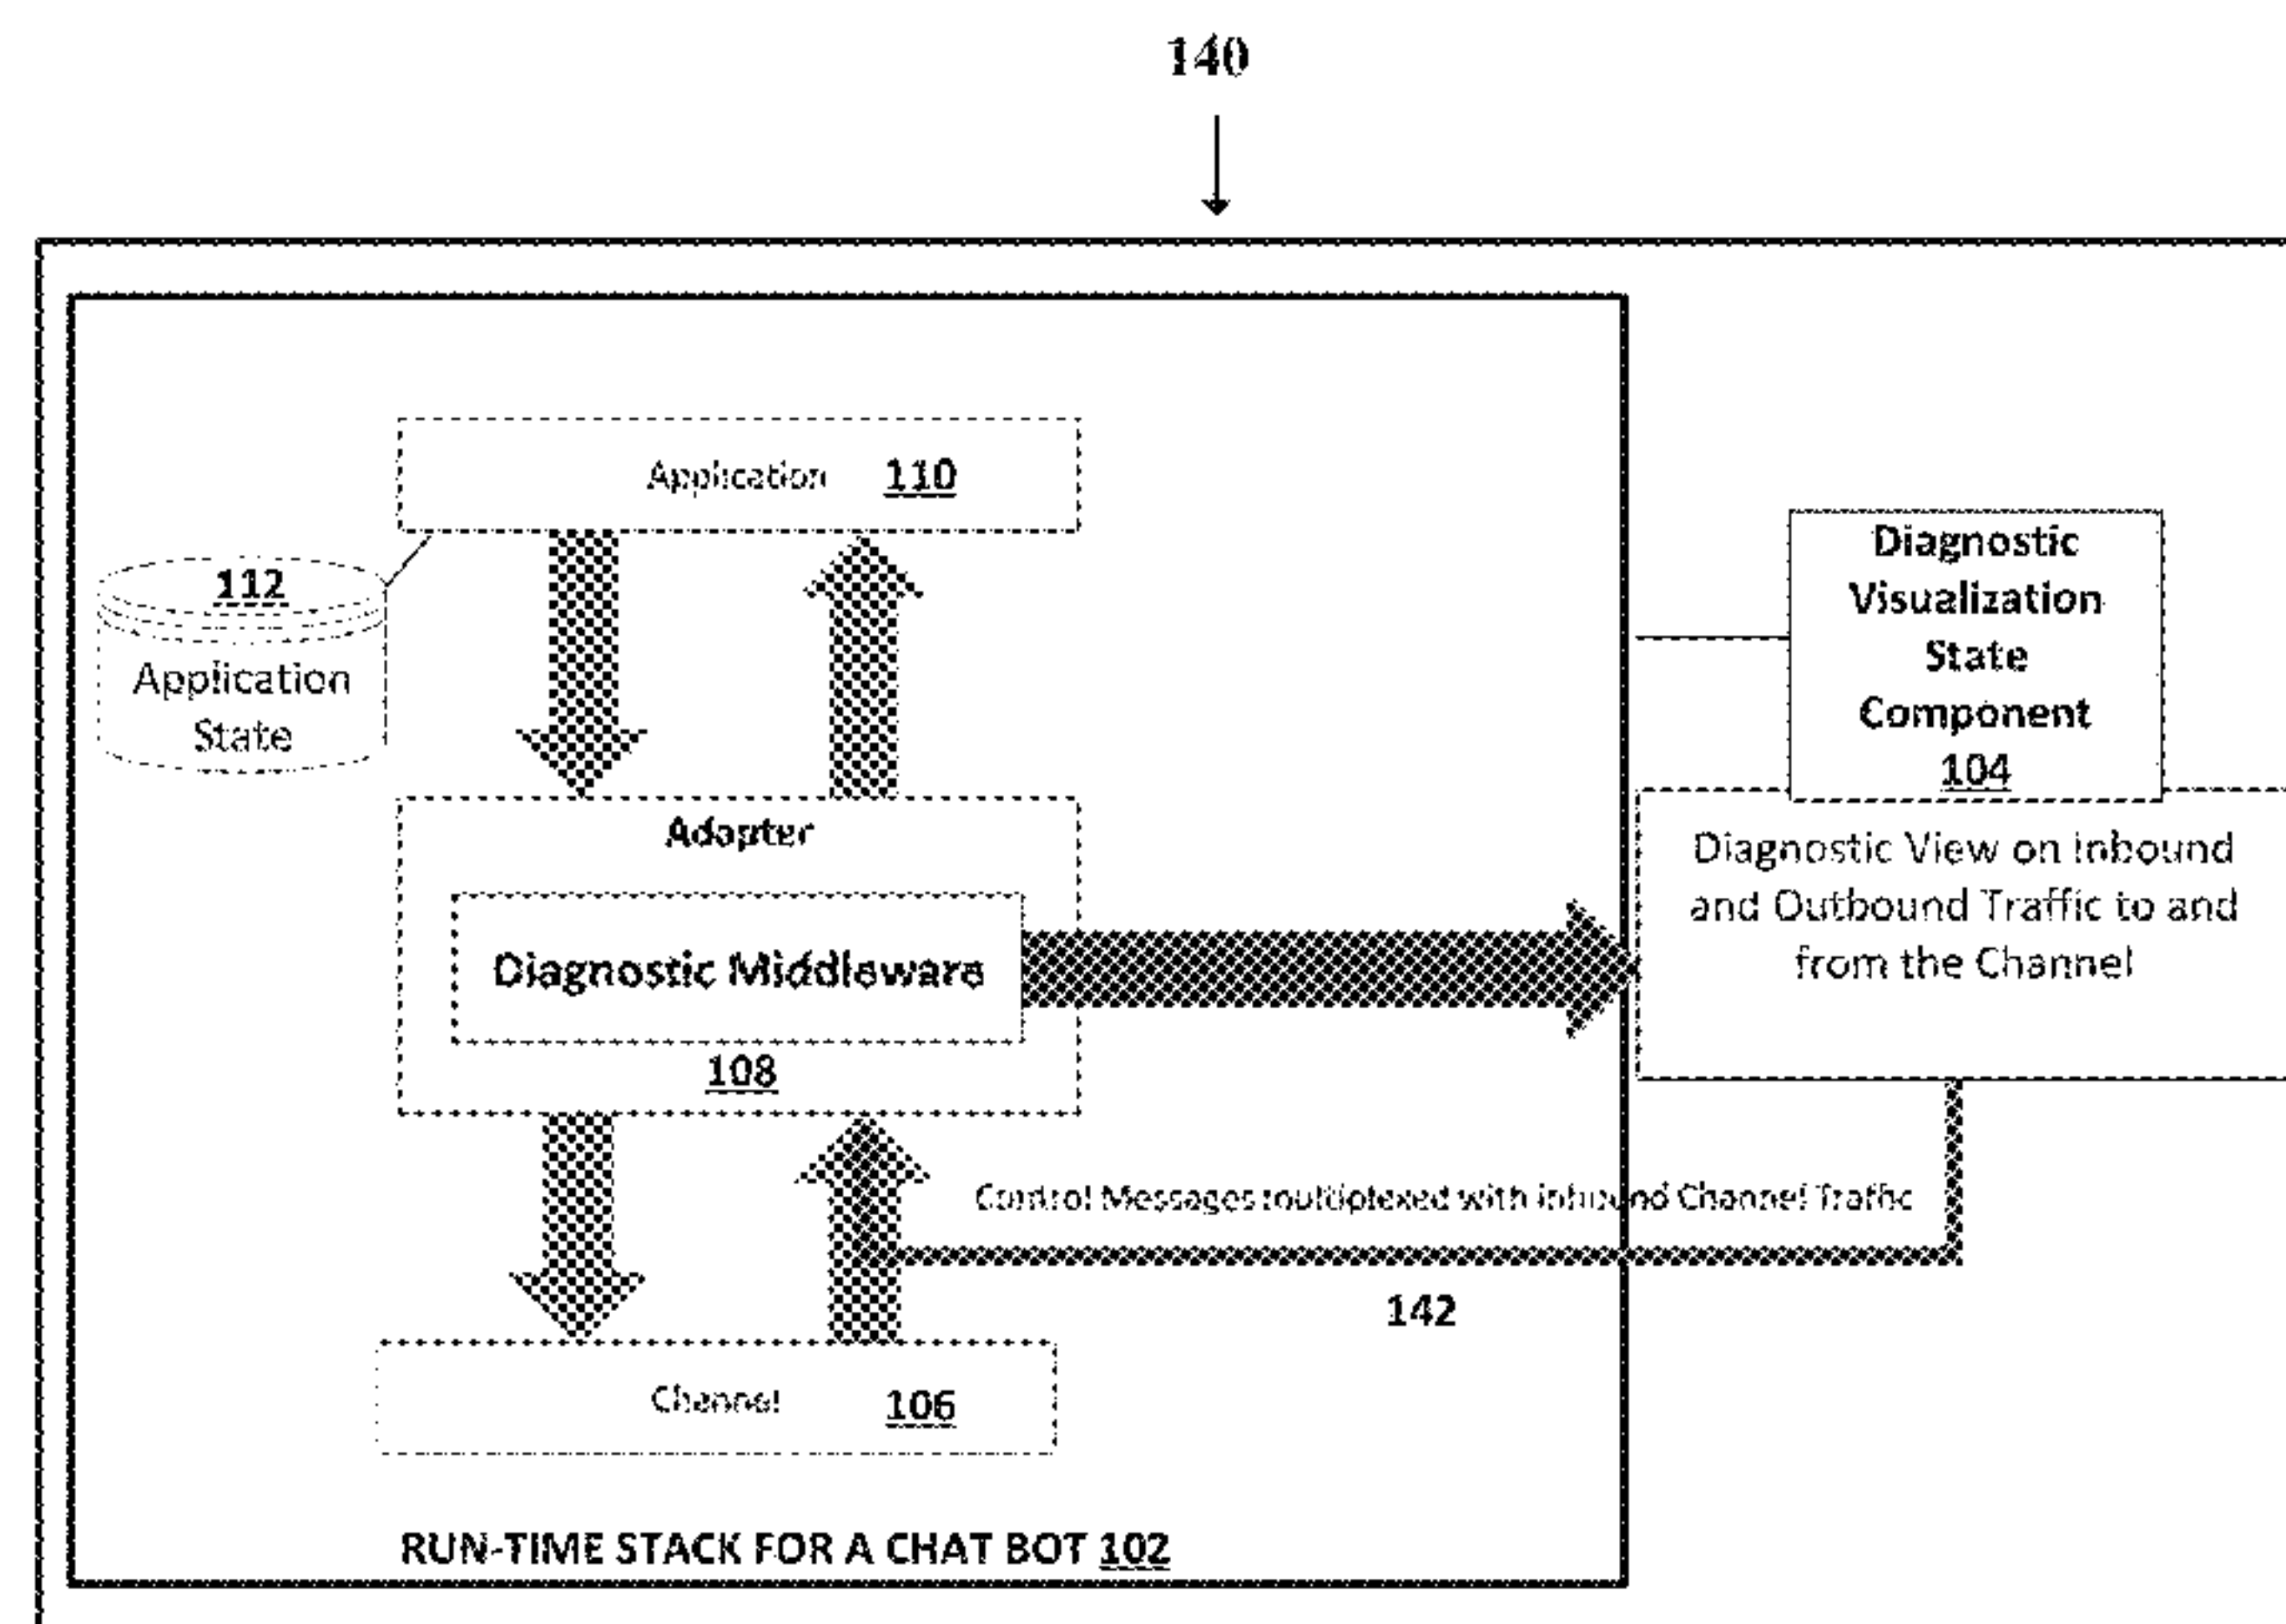 140
Application 110
112
Application
State
Diagnostic
Visualization
State
Component
104
Adapter
Diagnostic Middleware
108
Diagnostic View on Inbound
and Outbound Traffic to and
from the Channel
Control Messages multiplexed with inbound Channel Traffic
142
Channel 106
RUN-TIME STACK FOR A CHAT BOT 102